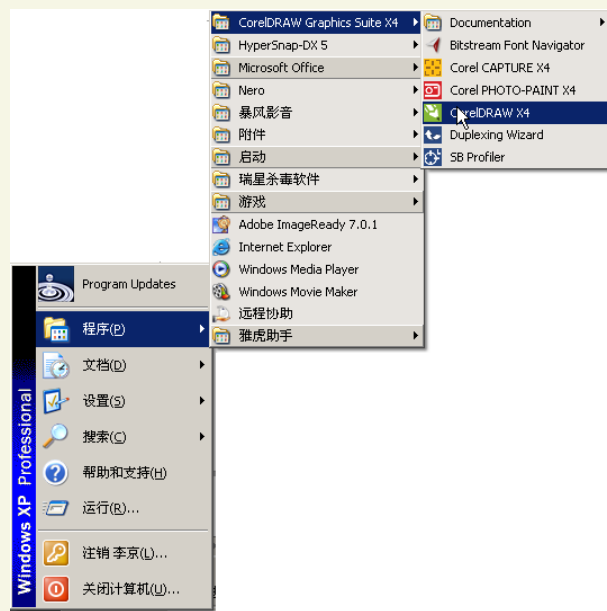 CorelDRAW Graphics Suite X4
HyperSnap-DX 5
Microsoft Office
Nero
暴风影音
附件
启动
瑞星杀毒软件
游戏
Adobe ImageReady 7.0.1
Internet Explorer
Windows Media Player
Windows Movie Maker
远程协助
雅虎助手
Documentation
Bitstream Font Navigator
Corel CAPTURE X4
Corel PHOTO-PAINT X4
CorelDRAW X4
Duplexing Wizard
SB Profiler
Program Updates
程序(P)
文档(D)
设置(S)
搜索(C)
帮助和支持(H)
运行(R)...
注销 李京(L)...
关闭计算机(U)...
Windows XP Professional